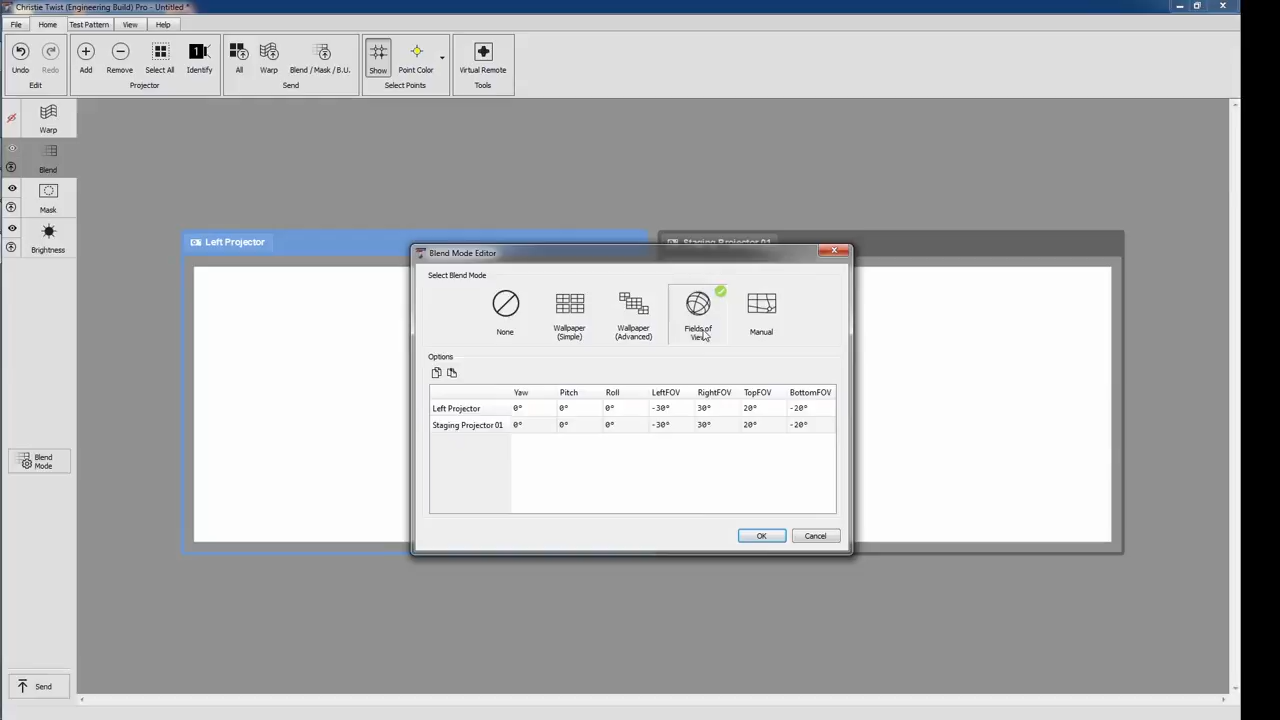 Christie Twist (Engineering Build) Pro - Untitled *
File Home Test Pattern View Help
Undo Redo Add Remove Select All Identify All Warp Blend / Mask / B.U. Show Point Color Virtual Remote
Edit Projector Send Select Points Tools
Warp
Blend
Mask
Brightness
Blend
Mode
Send
Left Projector
Staging Projector 01
Blend Mode Editor
Select Blend Mode
None
Wallpaper
(Simple)
Wallpaper
(Advanced)
Fields of
View
Manual
Options
Yaw Pitch Roll LeftFOV RightFOV TopFOV BottomFOV
Left Projector 0° 0° 0° -30° 30° 20° -20°
Staging Projector 01 0° 0° 0° -30° 30° 20° -20°
OK Cancel